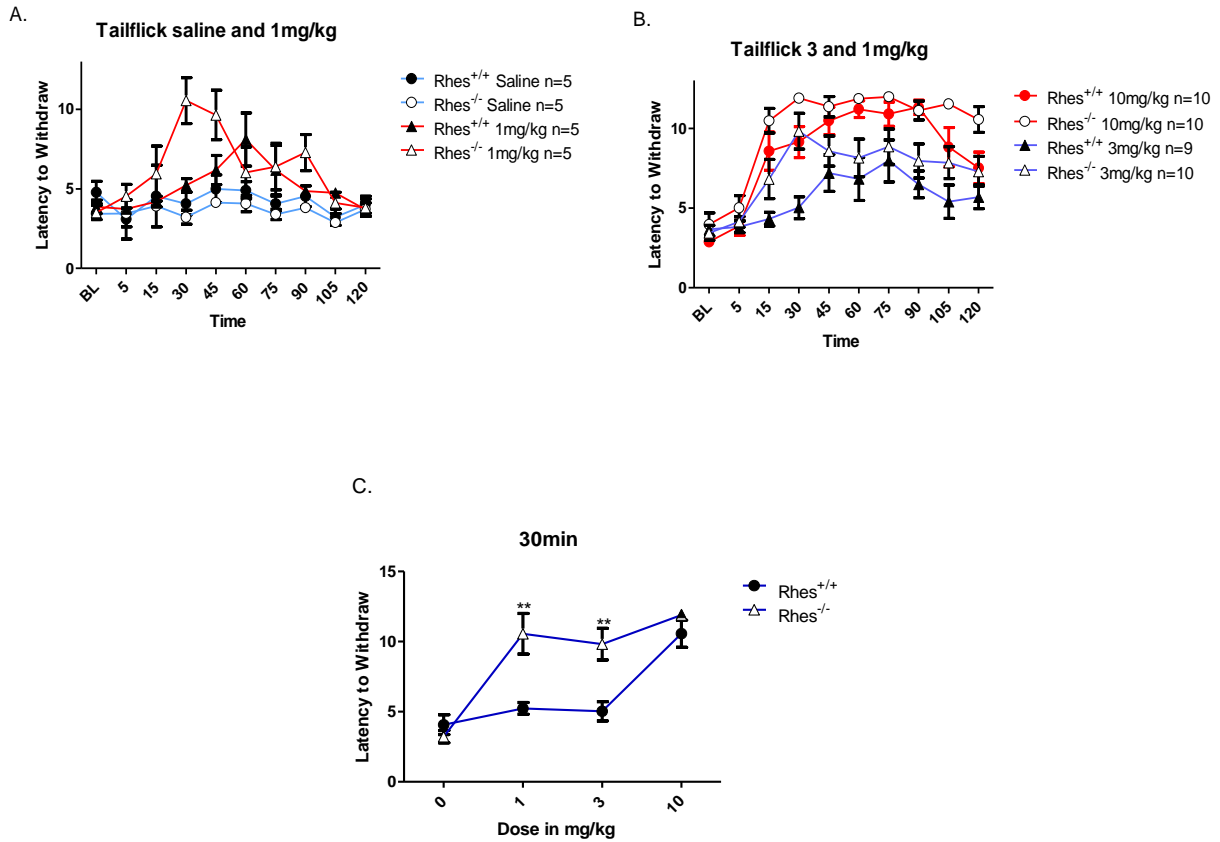 A.
Tailflick saline and 1mg/kg
Latency to Withdraw
10
5
0
BL 5 15 30 45 60 75 90 105 120
Time
Rhes+/+ Saline n=5
Rhes-/- Saline n=5
Rhes+/+ 1mg/kg n=5
Rhes-/- 1mg/kg n=5
B.
Tailflick 3 and 1mg/kg
Latency to Withdraw
10
5
0
BL 5 15 30 45 60 75 90 105 120
Time
Rhes+/+ 10mg/kg n=10
Rhes-/- 10mg/kg n=10
Rhes+/+ 3mg/kg n=9
Rhes-/- 3mg/kg n=10
C.
30min
Latency to Withdraw
15
10
5
0
** **
0 1 3 10
Dose in mg/kg
Rhes+/+
Rhes-/-